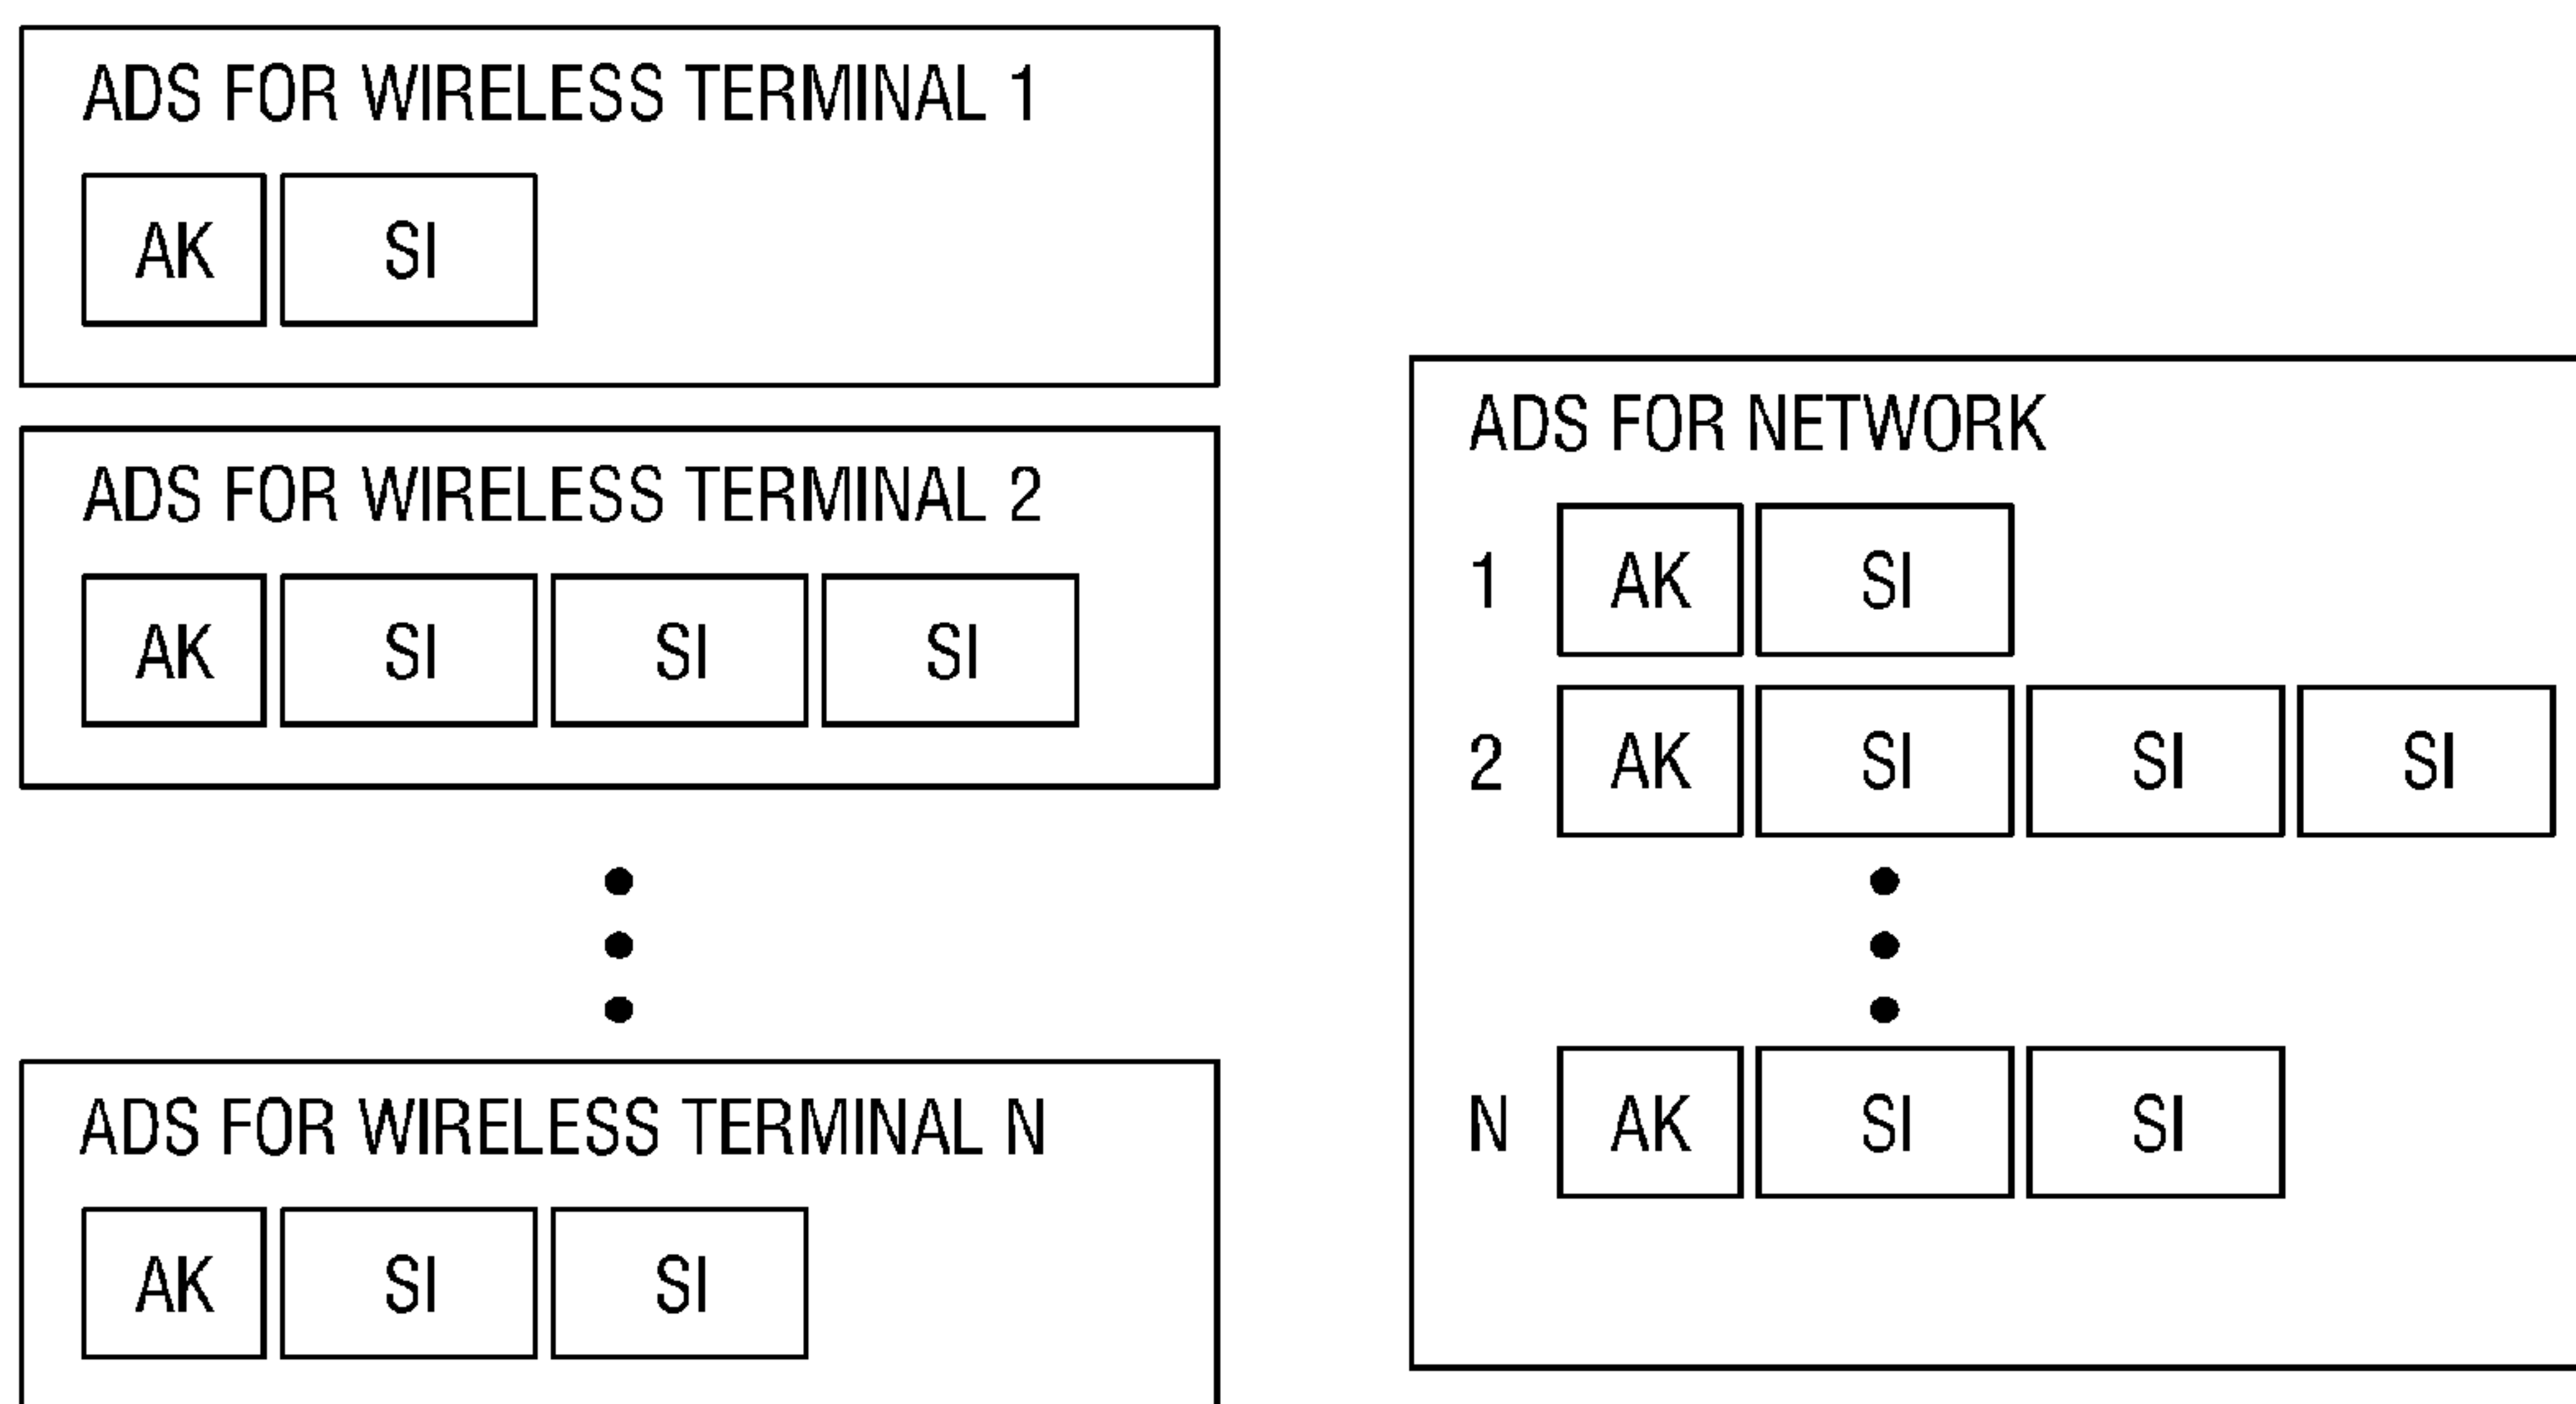 ADS FOR WIRELESS TERMINAL 1
AK SI
ADS FOR WIRELESS TERMINAL 2
AK SI SI SI
ADS FOR WIRELESS TERMINAL N
AK SI SI
ADS FOR NETWORK
1 AK SI
2 AK SI SI SI
N AK SI SI